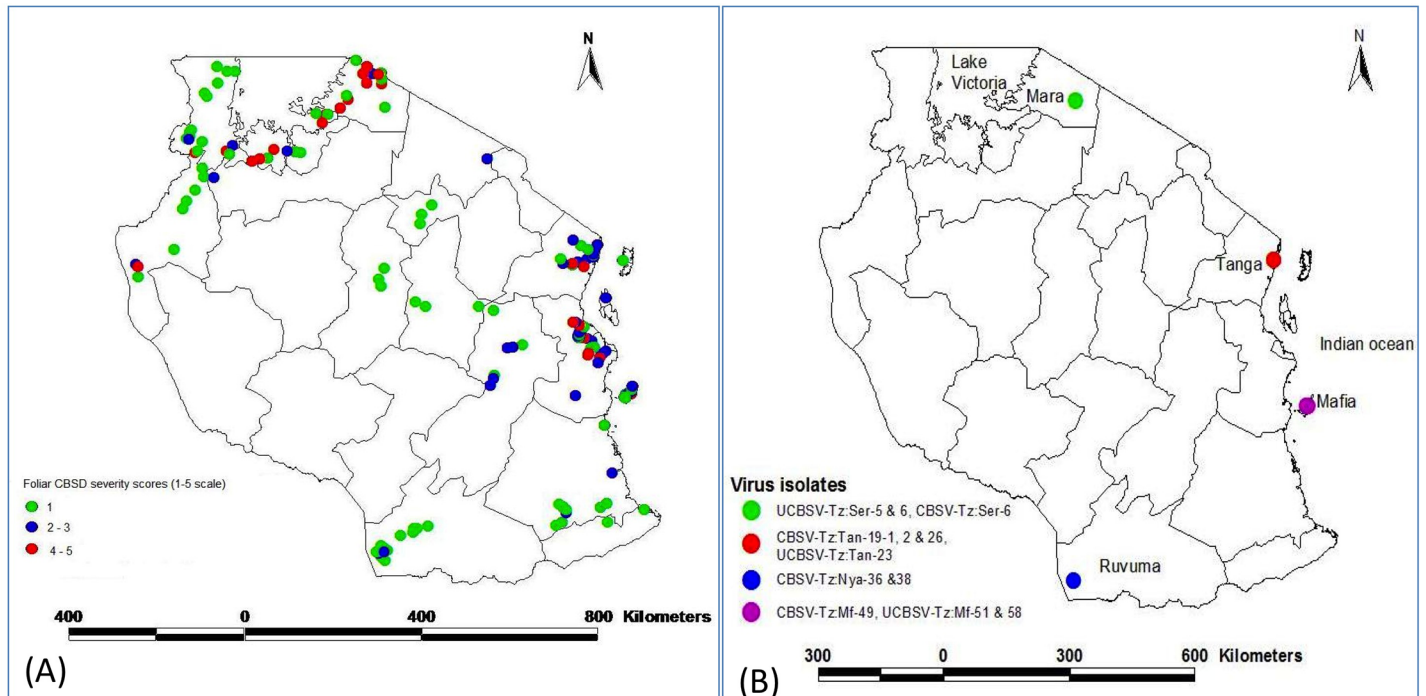 N
Foliar CBSD severity scores (1-5 scale)
1
2 - 3
4 - 5
400 0 400 800 Kilometers
(A)
N
Lake
Victoria
Mara
Tanga
Indian ocean
Mafia
Ruvuma
Virus isolates
UCBSV-Tz:Ser-5 & 6, CBSV-Tz:Ser-6
CBSV-Tz:Tan-19-1, 2 & 26,
UCBSV-Tz:Tan-23
CBSV-Tz:Nya-36 &38
CBSV-Tz:Mf-49, UCBSV-Tz:Mf-51 & 58
300 0 300 600 Kilometers
(B)